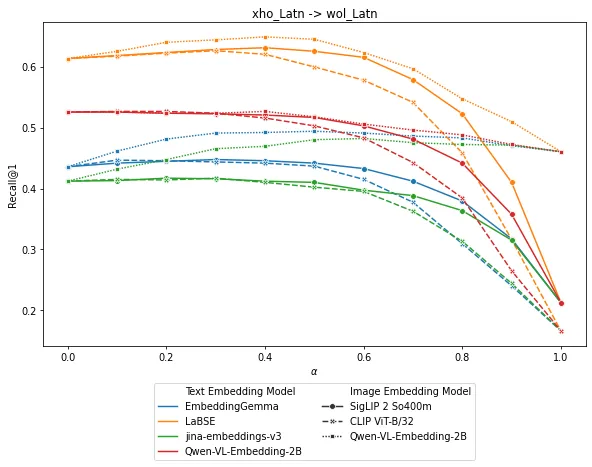 xho_Latn -> wol_Latn
Recall@1
0.6
0.5
0.4
0.3
0.2
0.0
0.2
0.4
0.6
0.8
1.0
α
Text Embedding Model
EmbeddingGemma
LaBSE
jina-embeddings-v3
Qwen-VL-Embedding-2B
Image Embedding Model
SigLIP 2 So400m
CLIP ViT-B/32
Qwen-VL-Embedding-2B